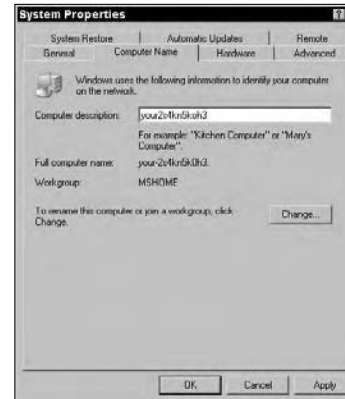 System Properties
System Restore Automatic Updates Remote
General Computer Name Hardware Advanced
Windows uses the following information to identify your computer
on the network.
Computer description:
For example: "Kitchen Computer" or "Mary's
Computer".
Full computer name:
Workgroup: MSHOME
To rename this computer or join a workgroup, click Change...
Change.
OK Cancel Apply